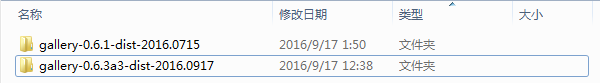 名称 修改日期 类型 大小
gallery-0.6.1-dist-2016.0715 2016/9/17 1:50 文件夹
gallery-0.6.3a3-dist-2016.0917 2016/9/17 12:38 文件夹